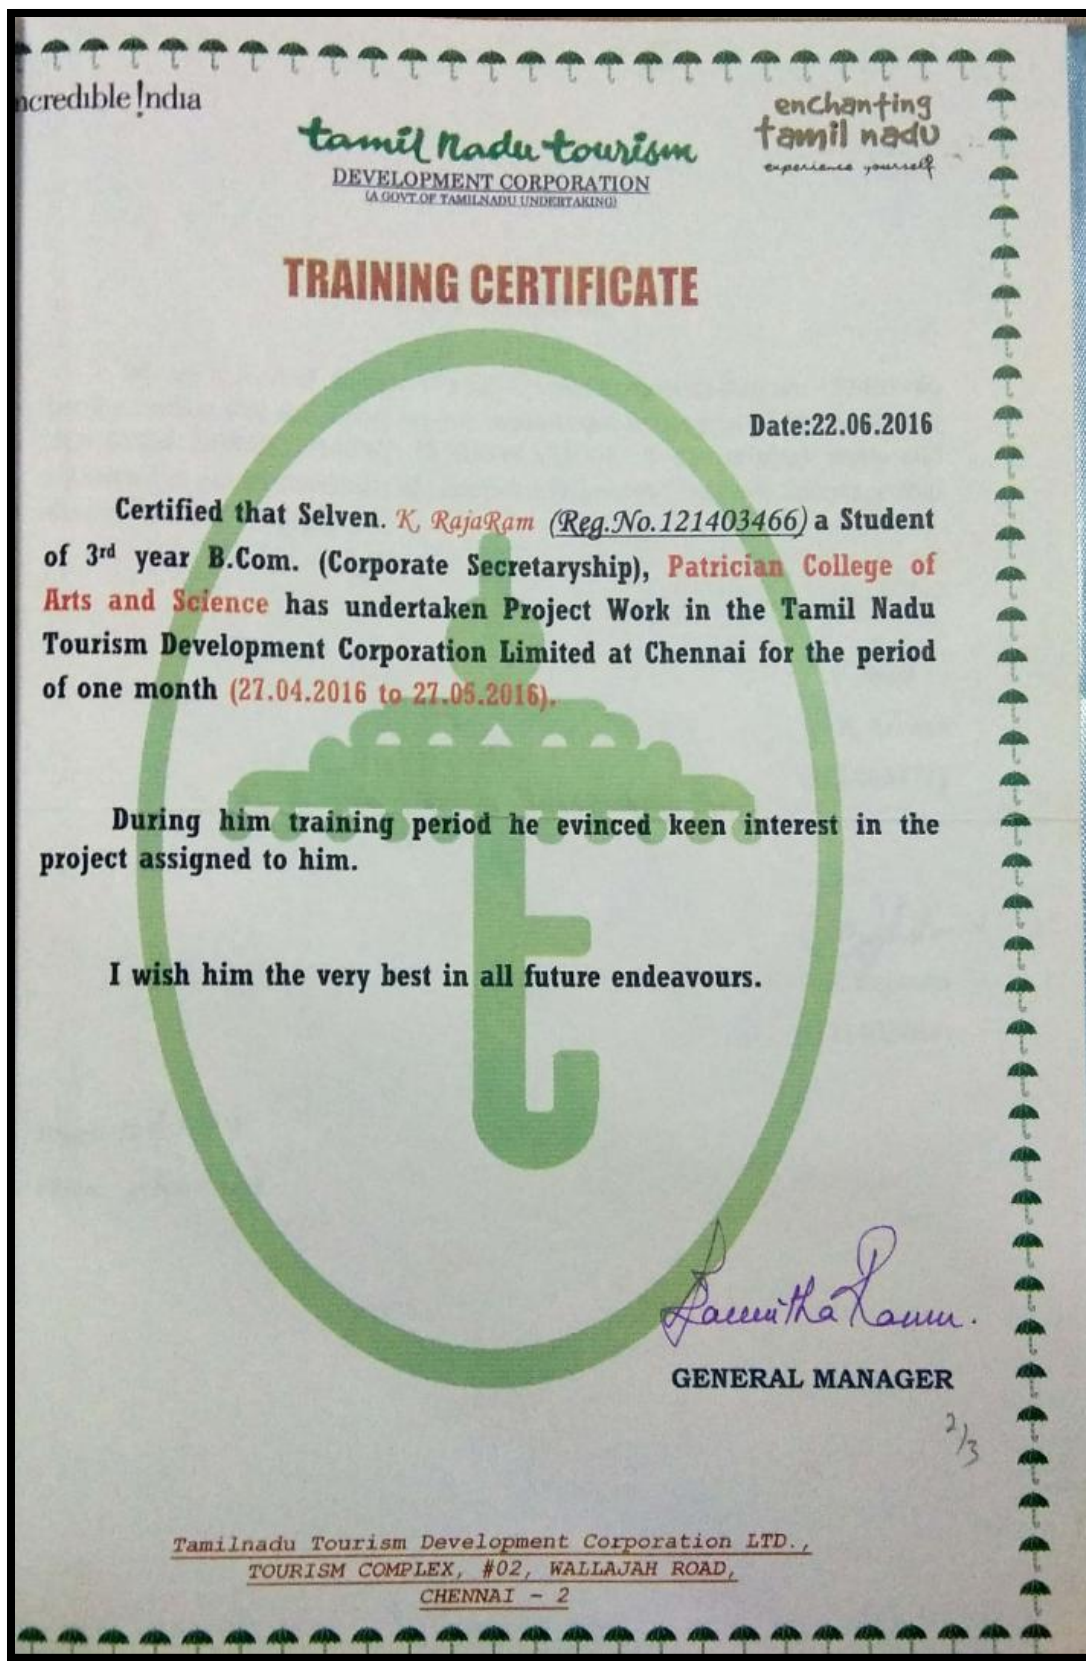 ncredible !ndia
enchanting
tamil nadu
experience yourself
tamil nadu tourism
DEVELOPMENT CORPORATION
(A GOVT.OF TAMILNADU UNDERTAKING)
TRAINING CERTIFICATE
Date:22.06.2016
Certified that Selven. K, RajaRam (Reg.No.121403466) a Student
of 3rd year B.Com. (Corporate Secretaryship), Patrician College of
Arts and Science has undertaken Project Work in the Tamil Nadu
Tourism Development Corporation Limited at Chennai for the period
of one month (27.04.2016 to 27.05.2016).
During him training period he evinced keen interest in the
project assigned to him.
I wish him the very best in all future endeavours.
GENERAL MANAGER
2/3
Tamilnadu Tourism Development Corporation LTD.,
TOURISM COMPLEX, #02, WALLAJAH ROAD,
CHENNAI - 2